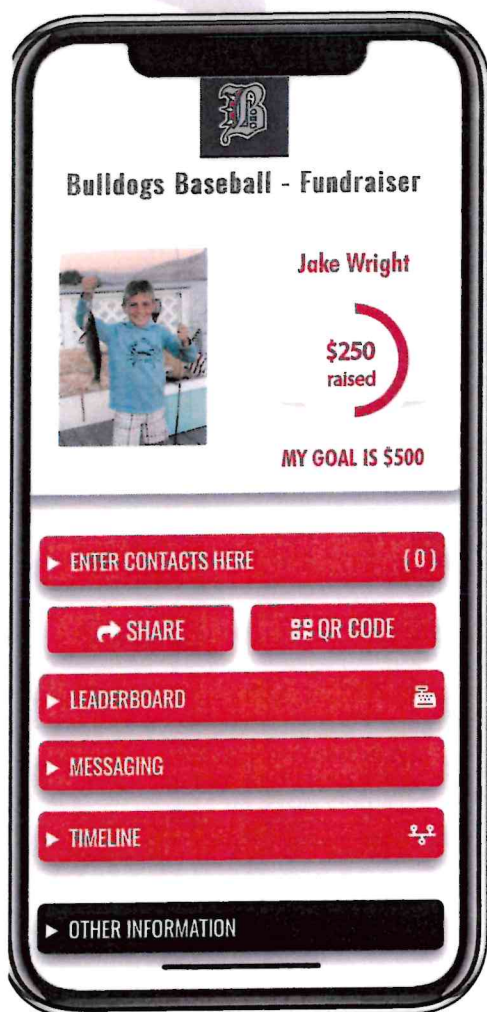 B
Bulldogs Baseball - Fundraiser
Jake Wright
$250
raised
MY GOAL IS $500
ENTER CONTACTS HERE (0)
SHARE
QR CODE
LEADERBOARD
MESSAGING
TIMELINE
OTHER INFORMATION